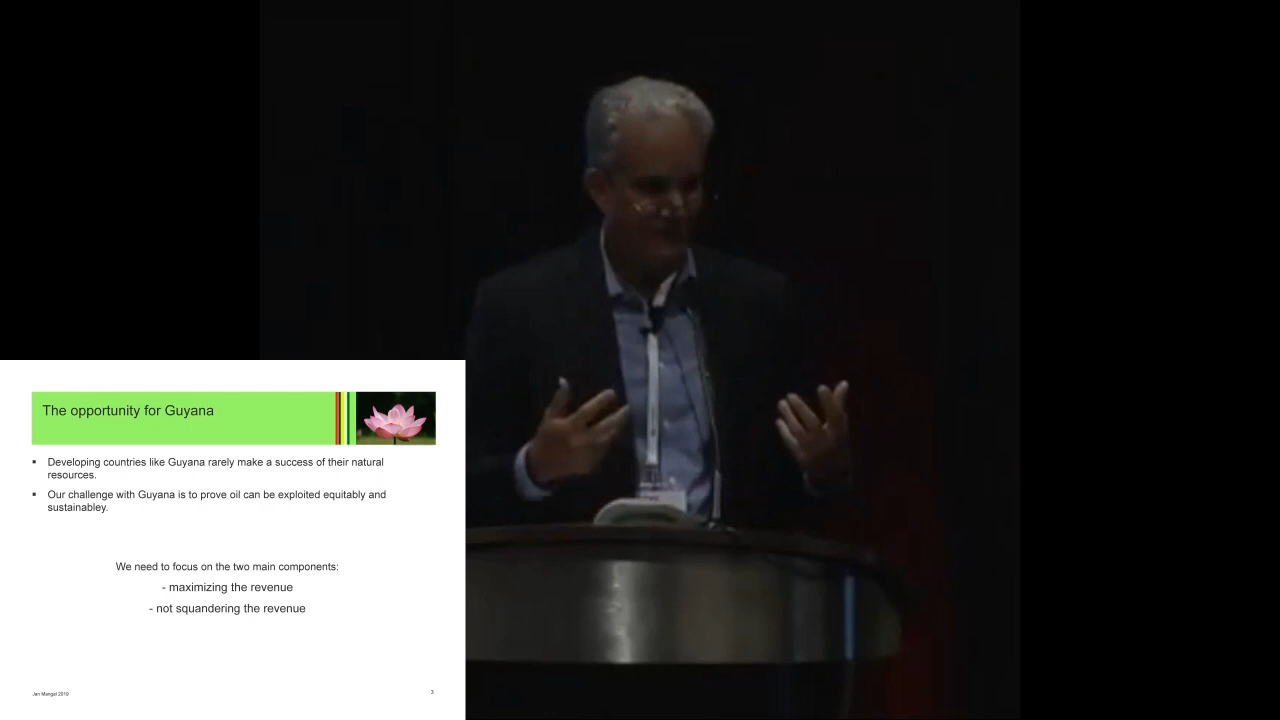 The opportunity for Guyana
▪ Developing countries like Guyana rarely make a success of their natural
resources.
▪ Our challenge with Guyana is to prove oil can be exploited equitably and
sustainabley.
We need to focus on the two main components:
- maximizing the revenue
- not squandering the revenue
Jan Mangal 2019
3